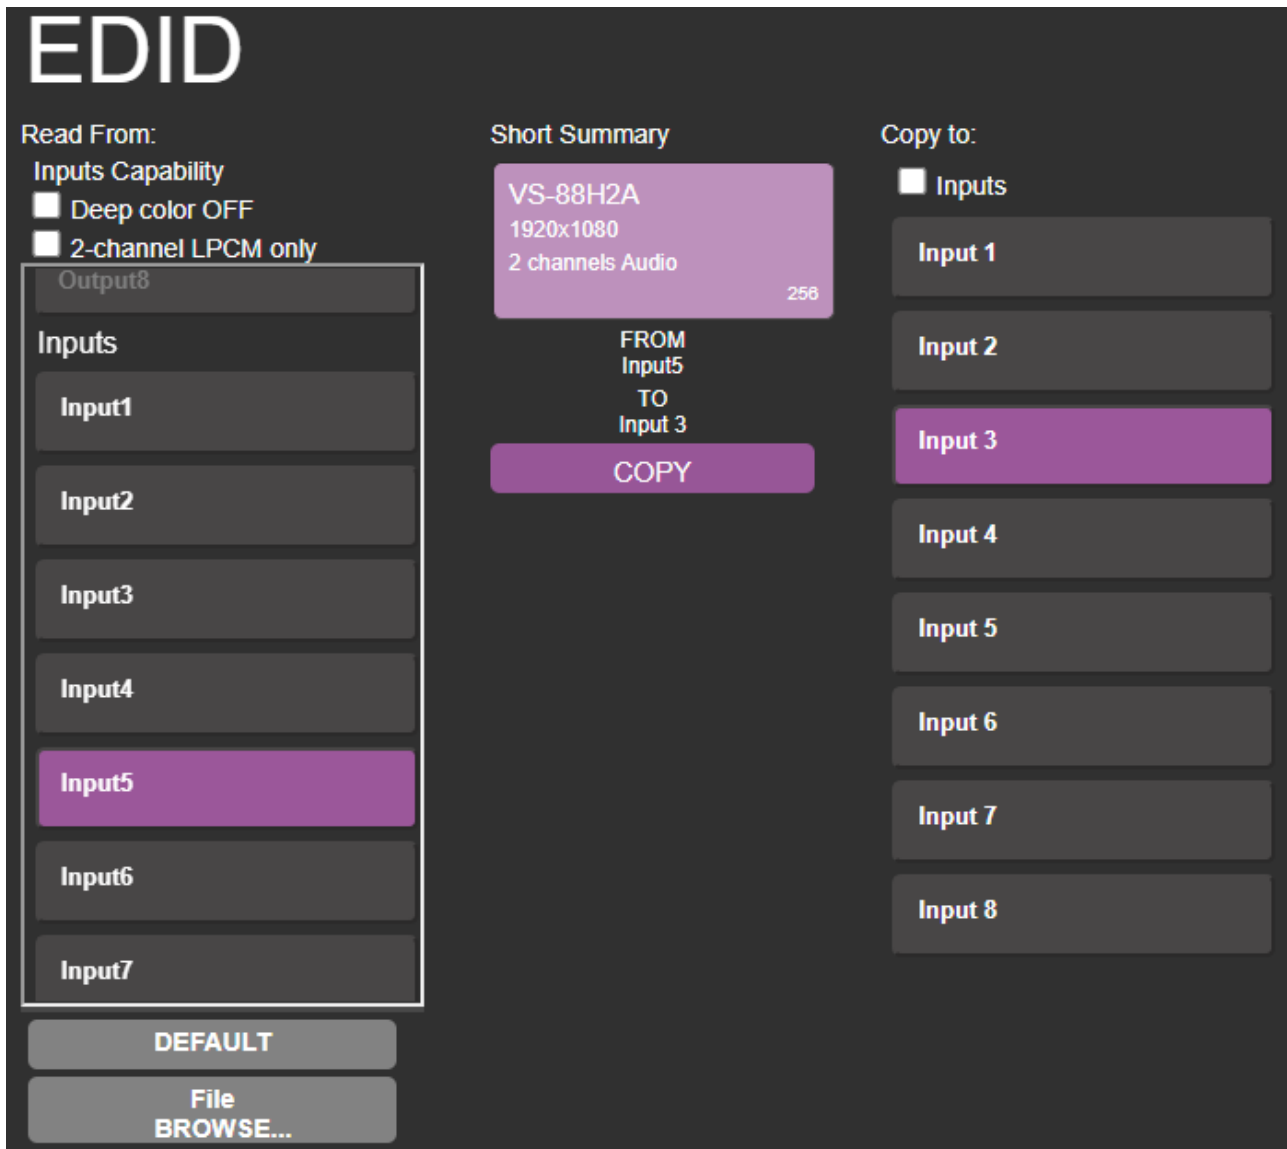 EDID
Read From:
Inputs Capability
Deep color OFF
2-channel LPCM only
Output8
Inputs
Input1
Input2
Input3
Input4
Input5
Input6
Input7
DEFAULT
File
BROWSE...
Short Summary
VS-88H2A
1920x1080
2 channels Audio
256
FROM
Input5
TO
Input 3
COPY
Copy to:
Inputs
Input 1
Input 2
Input 3
Input 4
Input 5
Input 6
Input 7
Input 8